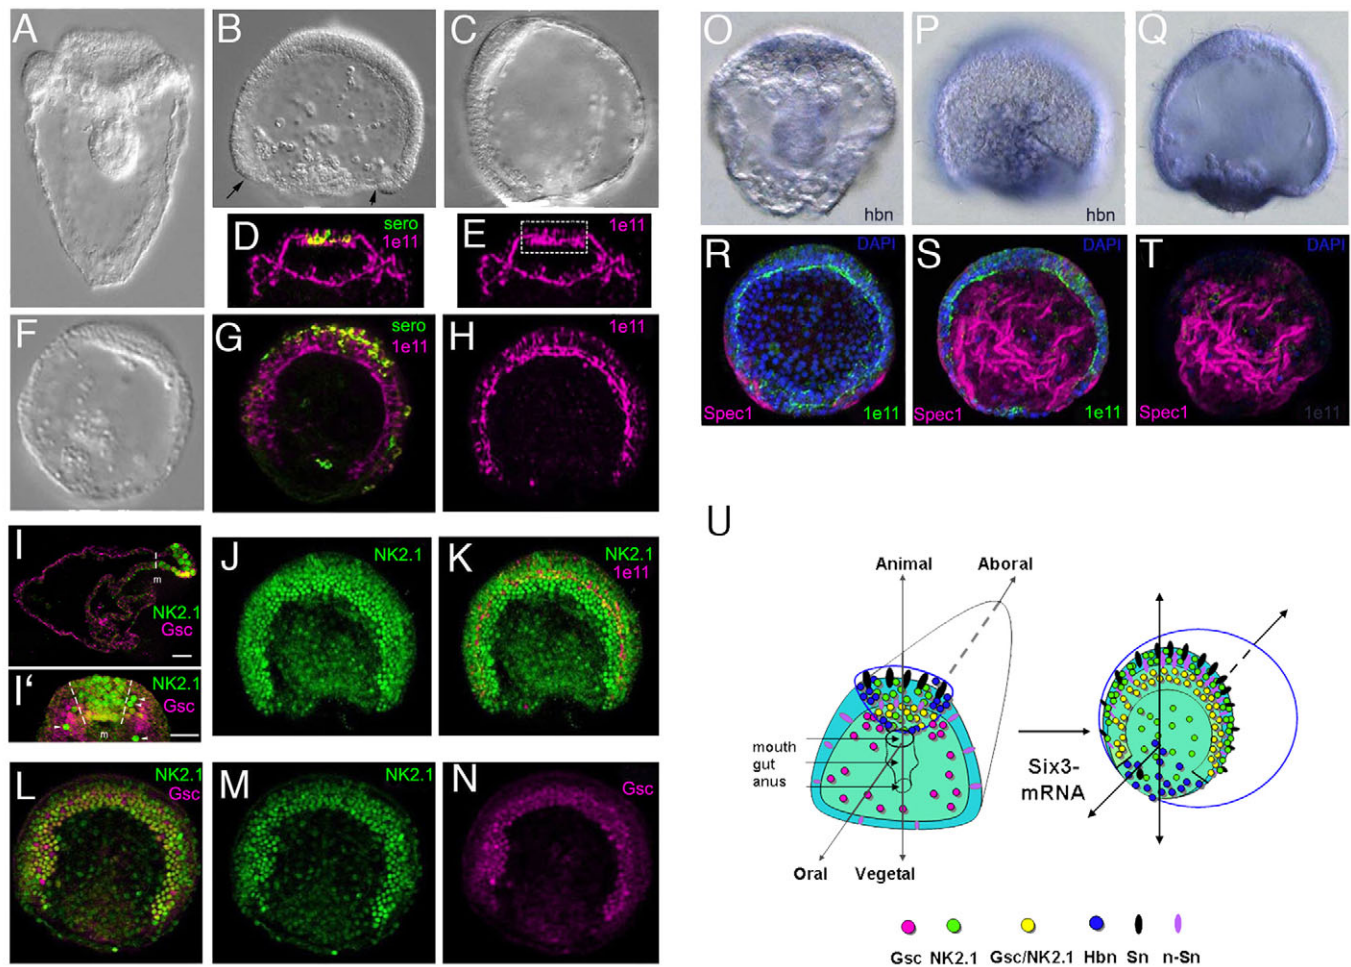 A
B
C
D
sero
1e11
E
1e11
F
G
sero
1e11
H
1e11
I
m
NK2.1
Gsc
I'
NK2.1
Gsc
m
J
NK2.1
K
NK2.1
1e11
L
NK2.1
Gsc
M
NK2.1
N
Gsc
O
hbn
P
hbn
Q
R
DAPI
Spec1
1e11
S
DAPI
Spec1
1e11
T
DAPI
Spec1
1e11
U
Animal
Aboral
mouth
gut
anus
Six3-
mRNA
Oral
Vegetal
Gsc NK2.1 Gsc/NK2.1 Hbn Sn n-Sn